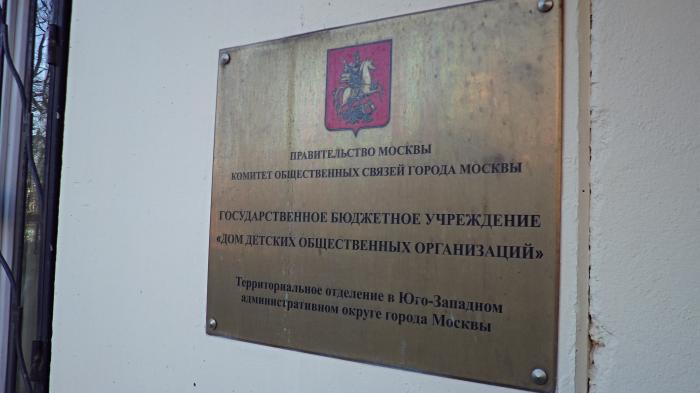 ПРАВИТЕЛЬСТВО МОСКВЫ
КОМИТЕТ ОБЩЕСТВЕННЫХ СВЯЗЕЙ ГОРОДА МОСКВЫ
ГОСУДАРСТВЕННОЕ БЮДЖЕТНОЕ УЧРЕЖДЕНИЕ
«ДОМ ДЕТСКИХ ОБЩЕСТВЕННЫХ ОРГАНИЗАЦИЙ»
Территориальное отделение в Юго-Западном
административном округе города Москвы